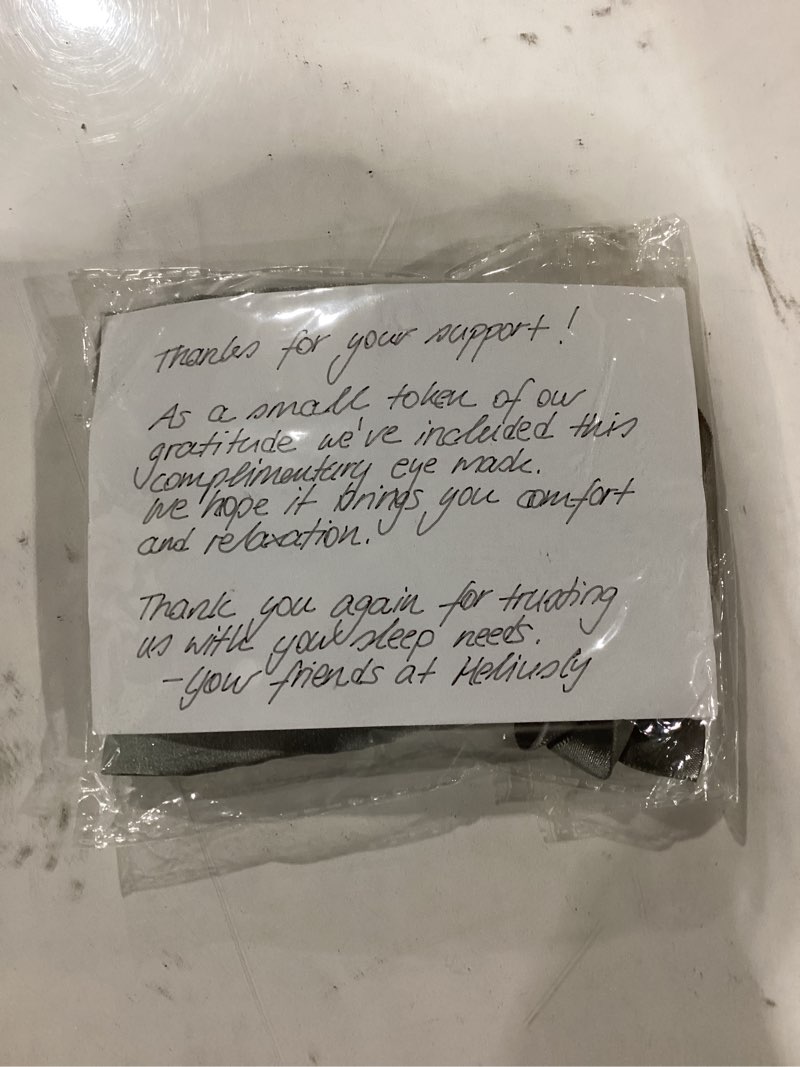 Thanks for your support!
As a small token of our
gratitude we've included this
complimentary eye mask.
We hope it brings you comfort
and relaxation.
Thank you again for trusting
us with your sleep needs.
-your friends at Heliusly